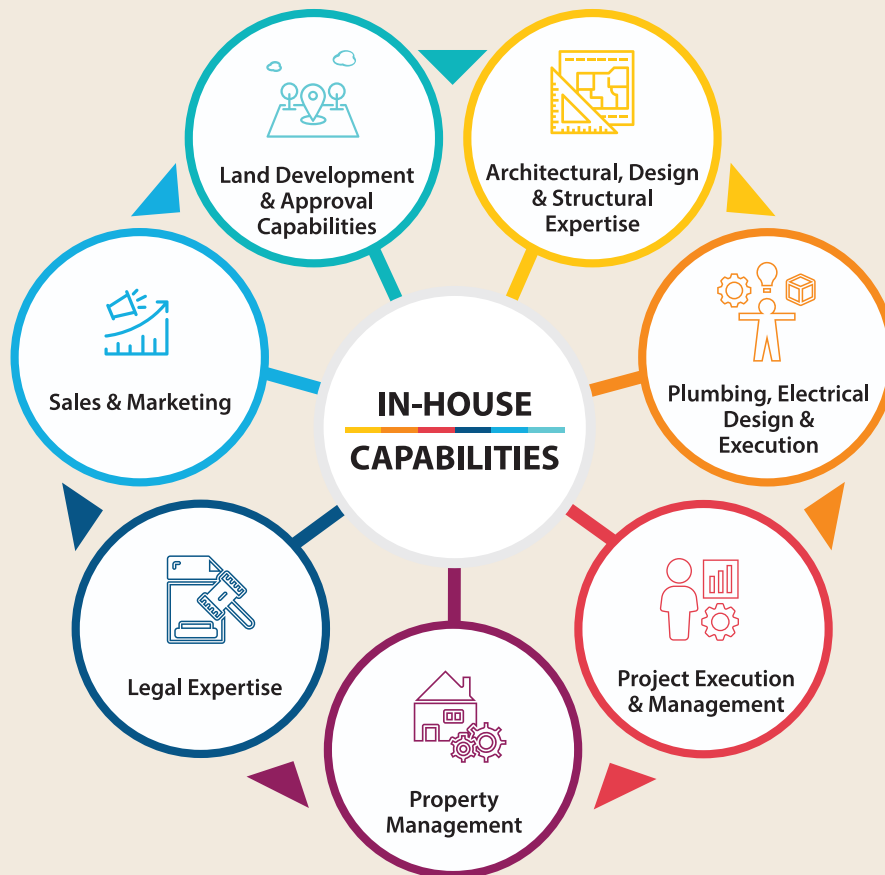 Land Development
& Approval
Capabilities
Architectural, Design
& Structural
Expertise
Plumbing, Electrical
Design &
Execution
Project Execution
& Management
Property
Management
Legal Expertise
Sales & Marketing
IN-HOUSE
CAPABILITIES